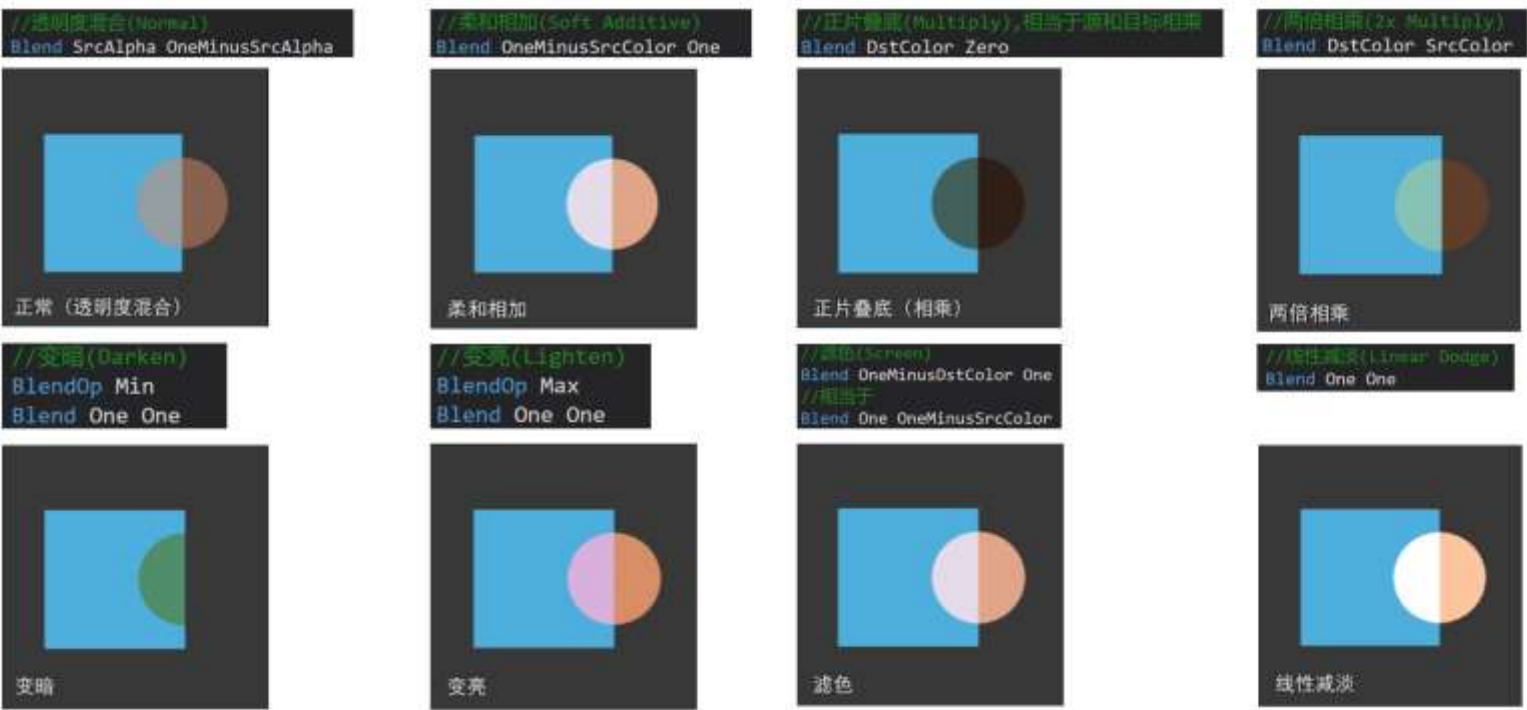 //透明度混合(Normal)
Blend SrcAlpha OneMinusSrcAlpha
正常（透明度混合）
//柔和相加(Soft Additive)
Blend OneMinusSrcColor One
柔和相加
//正片叠底(Multiply),相当于源和目标相乘
Blend DstColor Zero
正片叠底（相乘）
//两倍相乘(2x Multiply)
Blend DstColor SrcColor
两倍相乘
//变暗(Darken)
BlendOp Min
Blend One One
变暗
//变亮(Lighten)
BlendOp Max
Blend One One
变亮
//滤色(Screen)
Blend OneMinusDstColor One
//相当于
Blend One OneMinusSrcColor
滤色
//线性减淡(Linear Dodge)
Blend One One
线性减淡